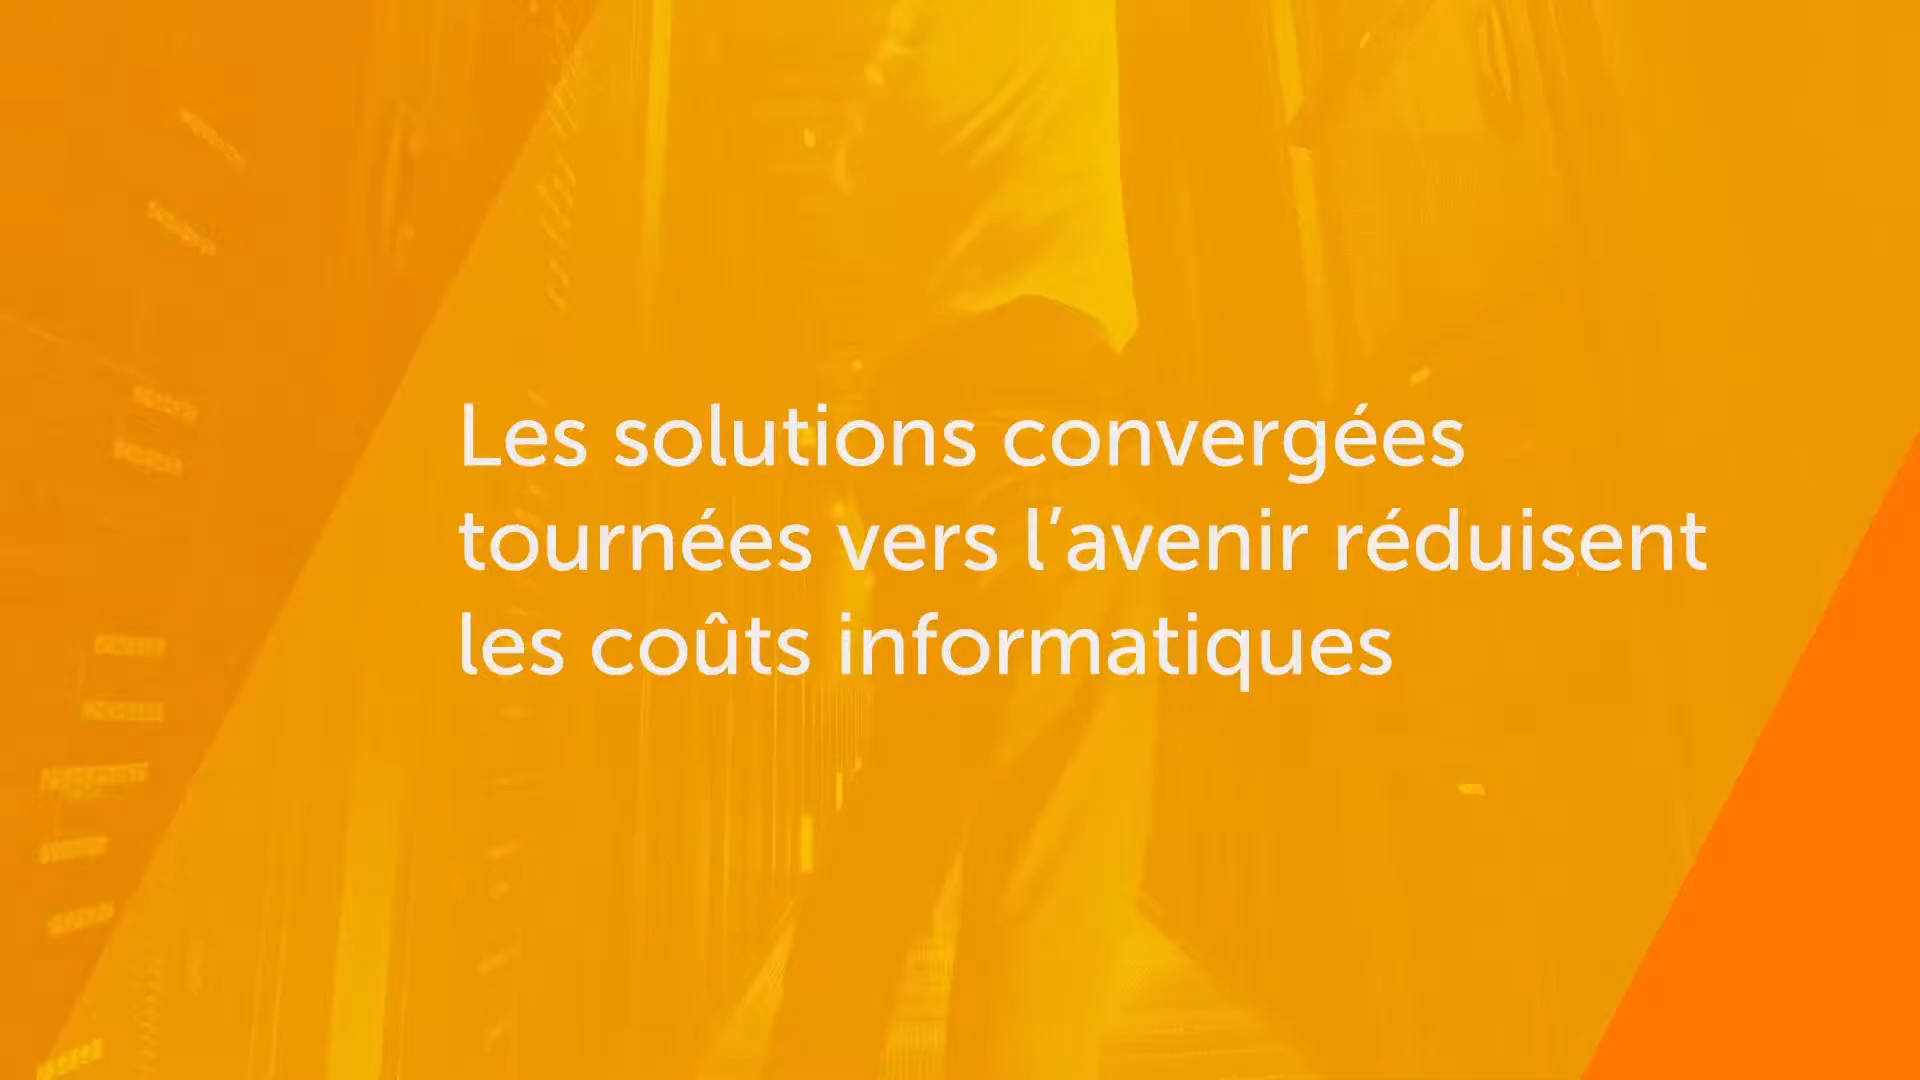 Les solutions convergées
tournées vers l’avenir réduisent
les coûts informatiques